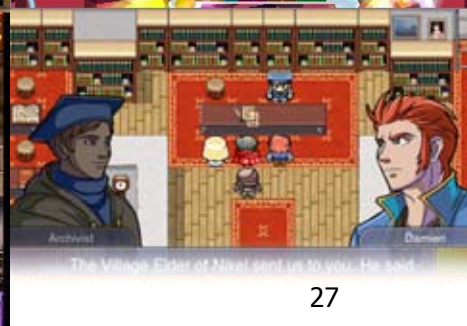 Archivist
Damien
The Village Elder of Nikel sent us to you. He said
27